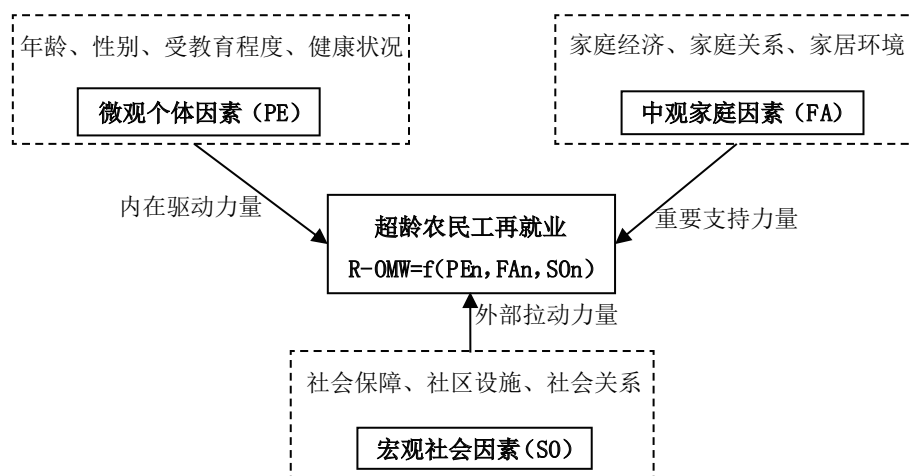 年龄、性别、受教育程度、健康状况
微观个体因素（PE）
家庭经济、家庭关系、家居环境
中观家庭因素（FA）
内在驱动力量
重要支持力量
超龄农民工再就业
R-OMW=f(PEn,FAn,SOn)
外部拉动力量
社会保障、社区设施、社会关系
宏观社会因素(SO)